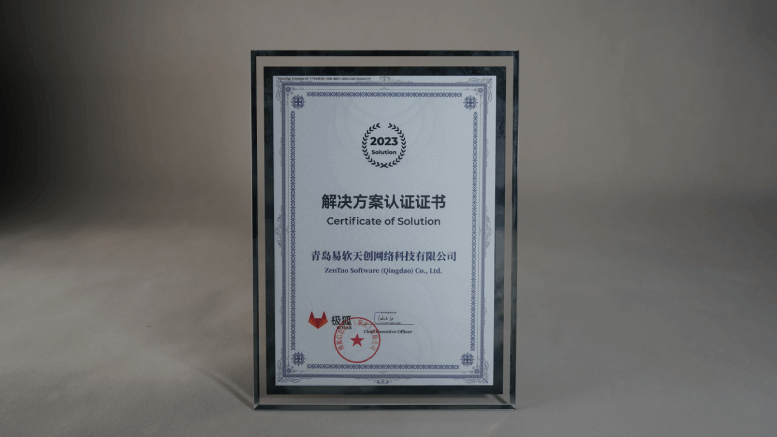 2023
Solution
解决方案认证证书
Certificate of Solution
青岛易软天创网络科技有限公司
ZenTao Software (Qingdao) Co., Ltd.
极狐
Chief Executive Officer